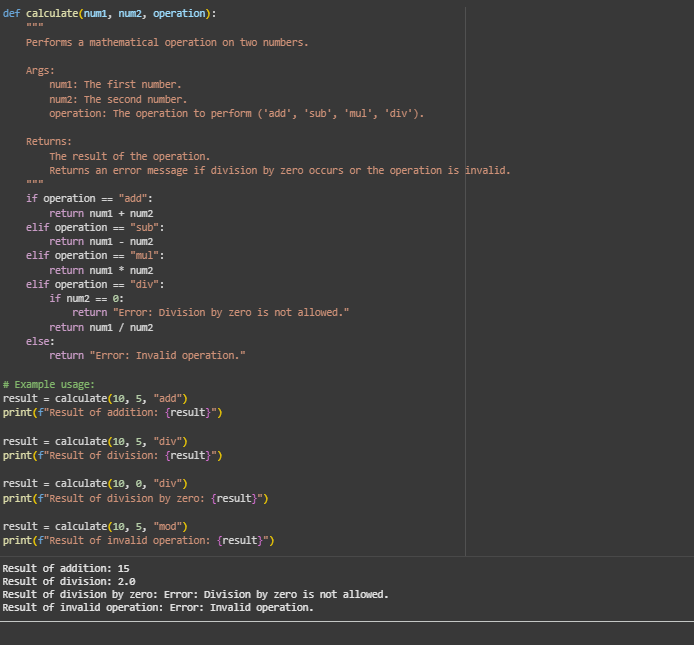 def calculate(num1, num2, operation):
    """
    Performs a mathematical operation on two numbers.

    Args:
        num1: The first number.
        num2: The second number.
        operation: The operation to perform ('add', 'sub', 'mul', 'div').

    Returns:
        The result of the operation.
        Returns an error message if division by zero occurs or the operation is invalid.
    """
    if operation == "add":
        return num1 + num2
    elif operation == "sub":
        return num1 - num2
    elif operation == "mul":
        return num1 * num2
    elif operation == "div":
        if num2 == 0:
            return "Error: Division by zero is not allowed."
        return num1 / num2
    else:
        return "Error: Invalid operation."

# Example usage:
result = calculate(10, 5, "add")
print(f"Result of addition: {result}")

result = calculate(10, 5, "div")
print(f"Result of division: {result}")

result = calculate(10, 0, "div")
print(f"Result of division by zero: {result}")

result = calculate(10, 5, "mod")
print(f"Result of invalid operation: {result}")

Result of addition: 15
Result of division: 2.0
Result of division by zero: Error: Division by zero is not allowed.
Result of invalid operation: Error: Invalid operation.